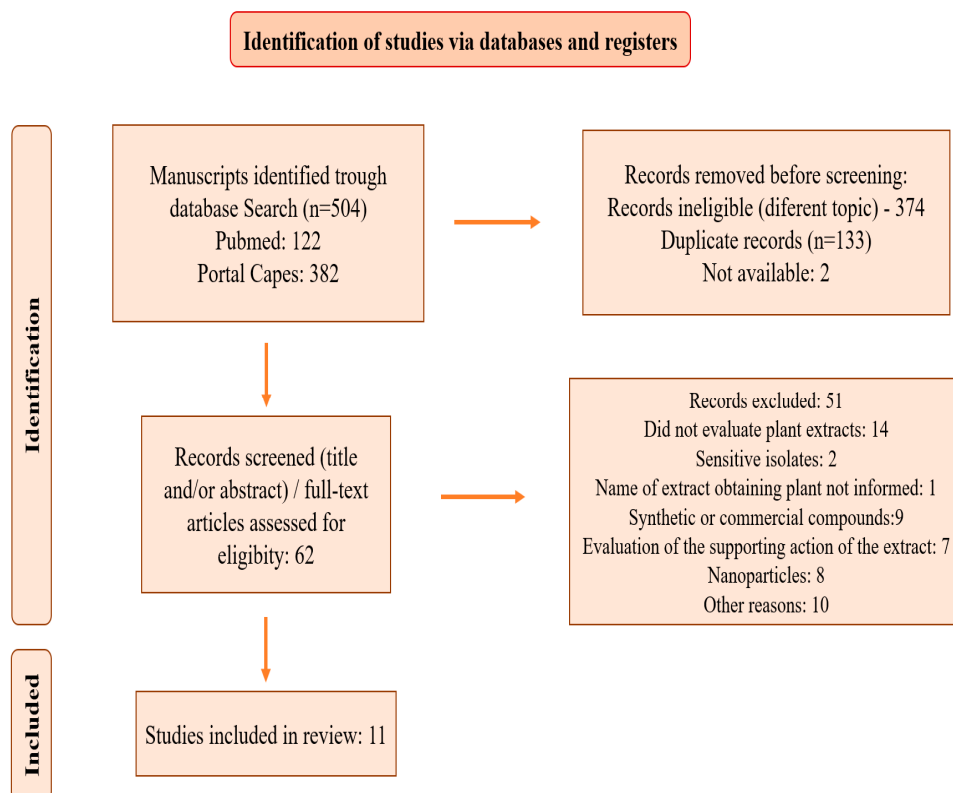 Identification of studies via databases and registers
Identification
Manuscripts identified trough
database Search (n=504)
Pubmed: 122
Portal Capes: 382
Records removed before screening:
Records ineligible (diferent topic) - 374
Duplicate records (n=133)
Not available: 2
Records screened (title
and/or abstract) / full-text
articles assessed for
eligibity: 62
Records excluded: 51
Did not evaluate plant extracts: 14
Sensitive isolates: 2
Name of extract obtaining plant not informed: 1
Synthetic or commercial compounds:9
Evaluation of the supporting action of the extract: 7
Nanoparticles: 8
Other reasons: 10
Included
Studies included in review: 11